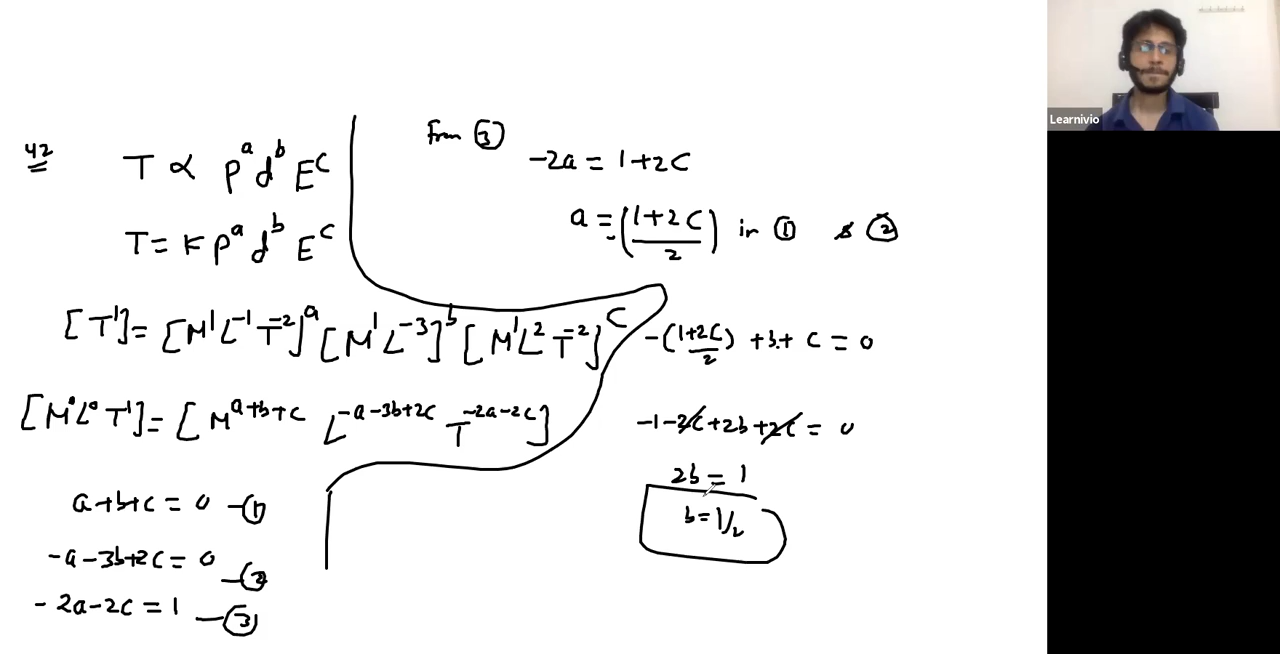 42
T ∝ P^a d^b E^c
T = K P^a d^b E^c
[T^1] = [M^1 L^-1 T^-2]^a [M^1 L^-3]^b [M^1 L^2 T^-2]^c
[M^0 L^0 T^1] = [M^a+b+c L^-a-3b+2c T^-2a-2c]
a+b+c = 0 –①
-a-3b+2c = 0 –②
-2a-2c = 1 –③
From ③
-2a = 1+2c
a = -(1+2c/2) in ① & ②
-(1+2c/2) + b + c = 0
-1-2c+2b+2c = 0
2b = 1
b = 1/2
Learnivio